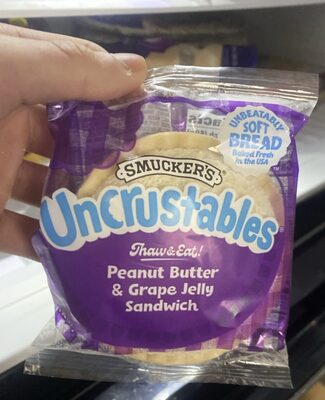 UNBEATABLY
SOFT
BREAD
Baked Fresh
in the USA
SMUCKER'S
Uncrustables
Thaw & Eat!
Peanut Butter
& Grape Jelly
Sandwich